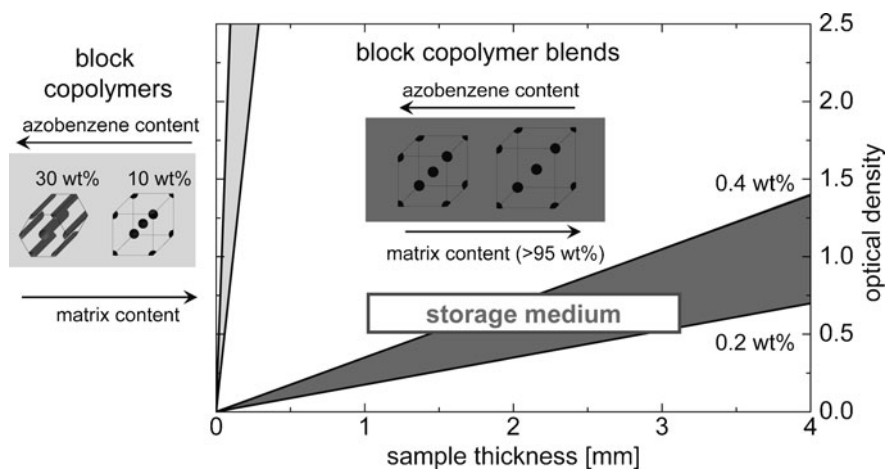 block
copolymers
azobenzene content
30 wt% 10 wt%
matrix content
block copolymer blends
azobenzene content
matrix content (>95 wt%)
storage medium
0.4 wt%
0.2 wt%
2.5
2.0
1.5
1.0
0.5
0.0
optical density
0 1 2 3 4
sample thickness [mm]